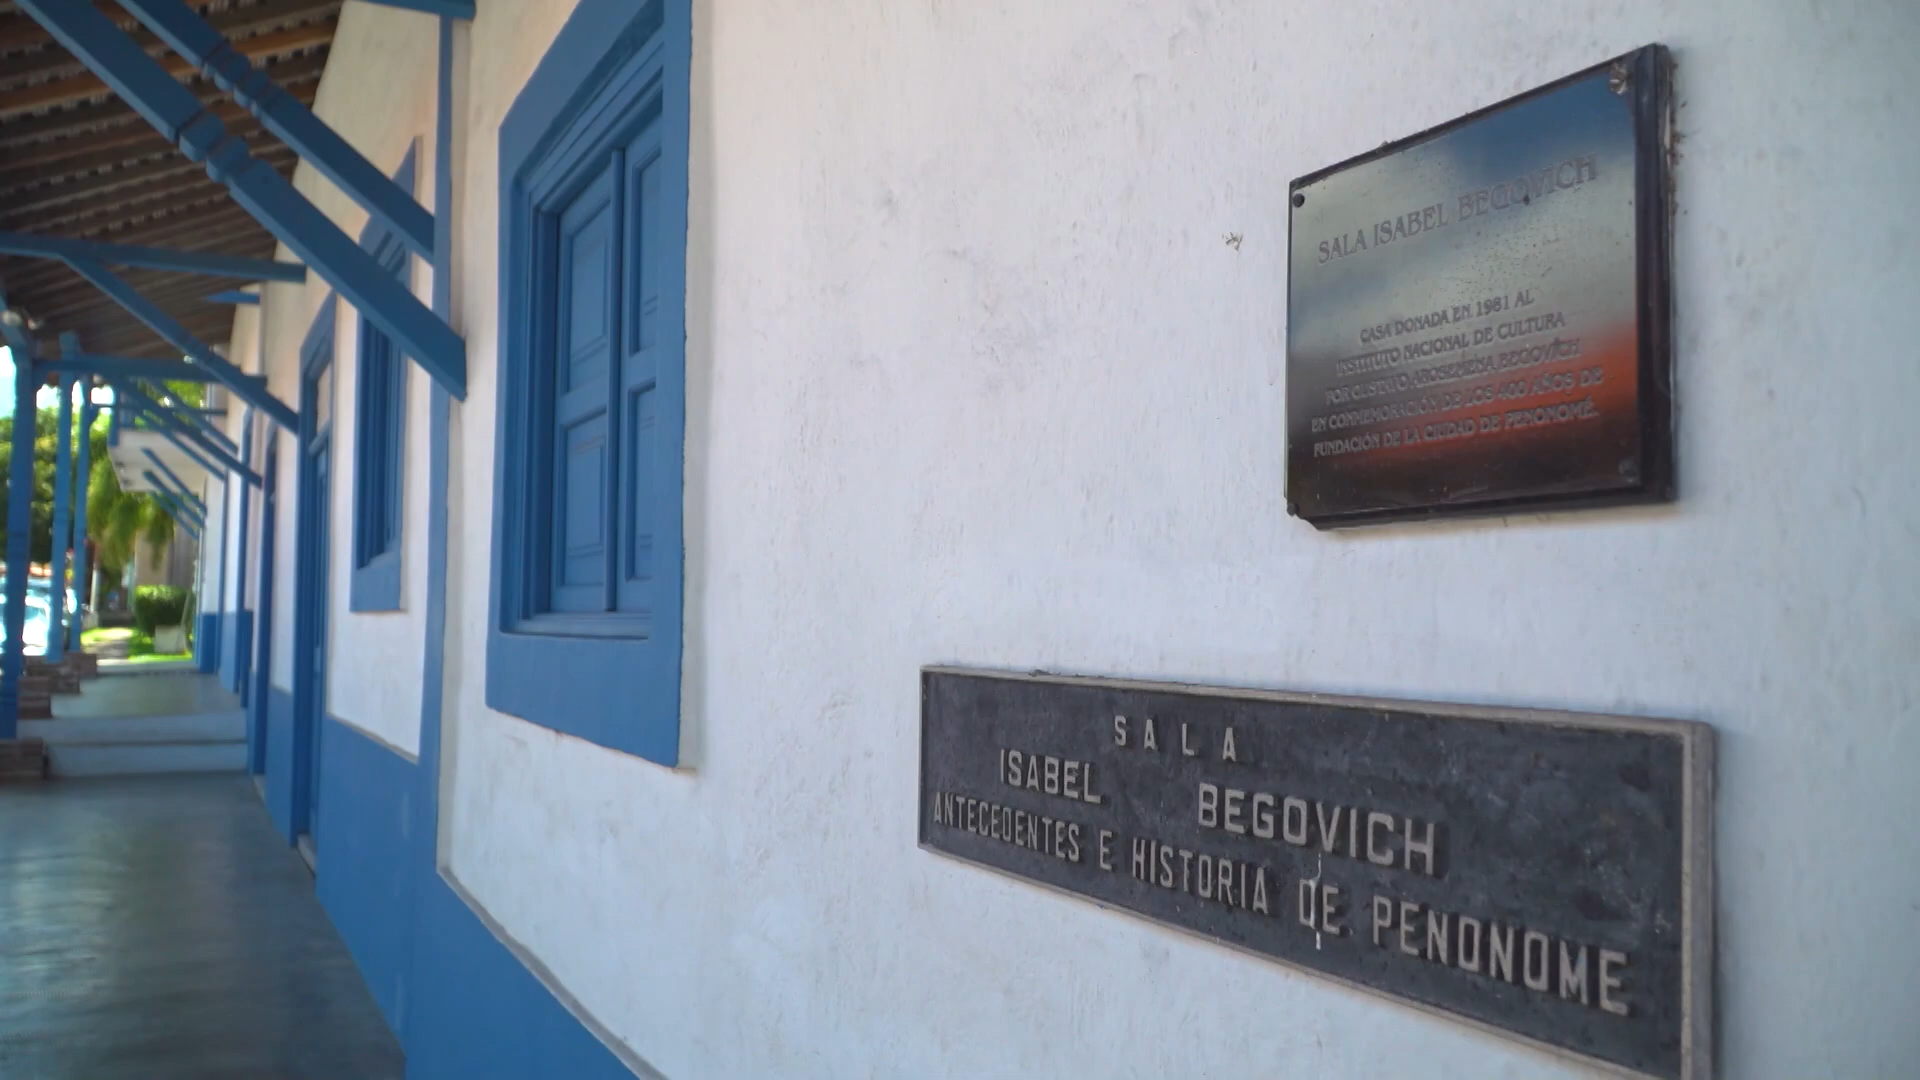 SALA ISABEL BEGOVICH
CASA DONADA EN 1981 AL
INSTITUTO NACIONAL DE CULTURA
POR GUSTAVO AROSEMENA BEGOVICH
EN CONMEMORACIÓN DE LOS 400 AÑOS DE
FUNDACIÓN DE LA CIUDAD DE PENONOMÉ.
SALA
ISABEL BEGOVICH
ANTECEDENTES E HISTORIA DE PENONOME